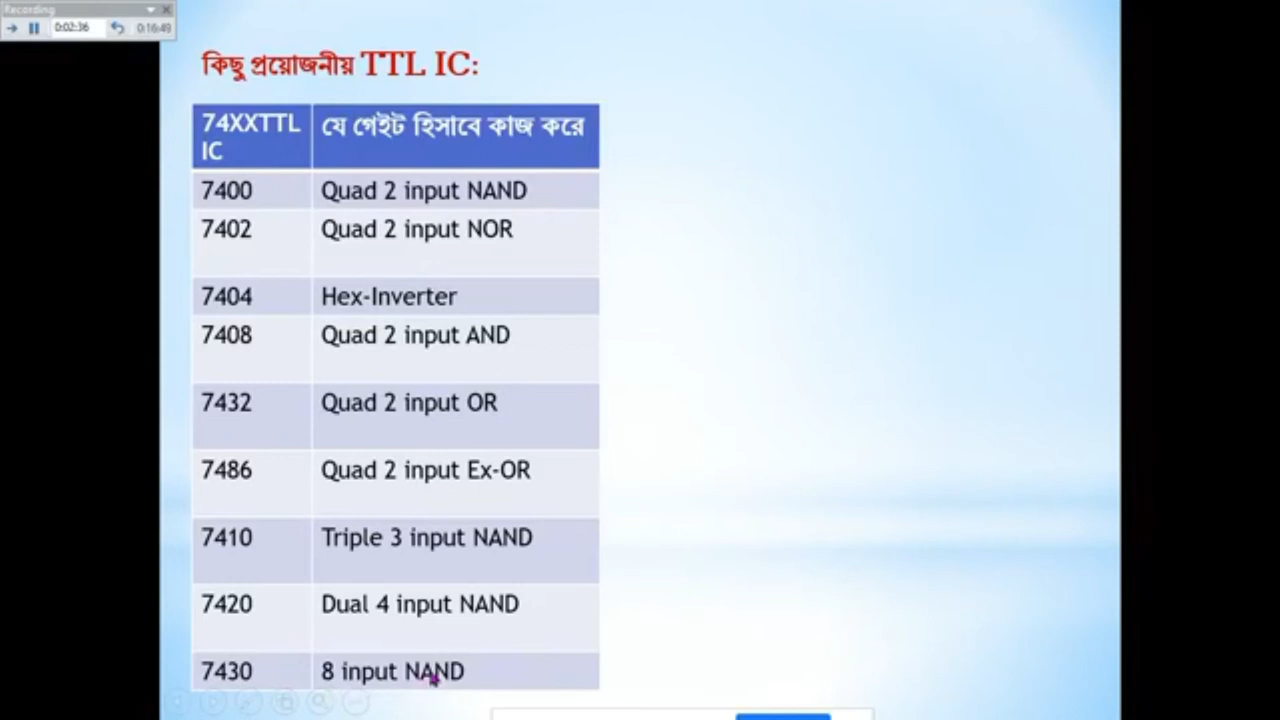 Recording
0:02:36 0:16:49
কিছু প্রয়োজনীয় TTL IC:
74XXTTL IC যে গেইট হিসাবে কাজ করে
7400 Quad 2 input NAND
7402 Quad 2 input NOR
7404 Hex-Inverter
7408 Quad 2 input AND
7432 Quad 2 input OR
7486 Quad 2 input Ex-OR
7410 Triple 3 input NAND
7420 Dual 4 input NAND
7430 8 input NAND